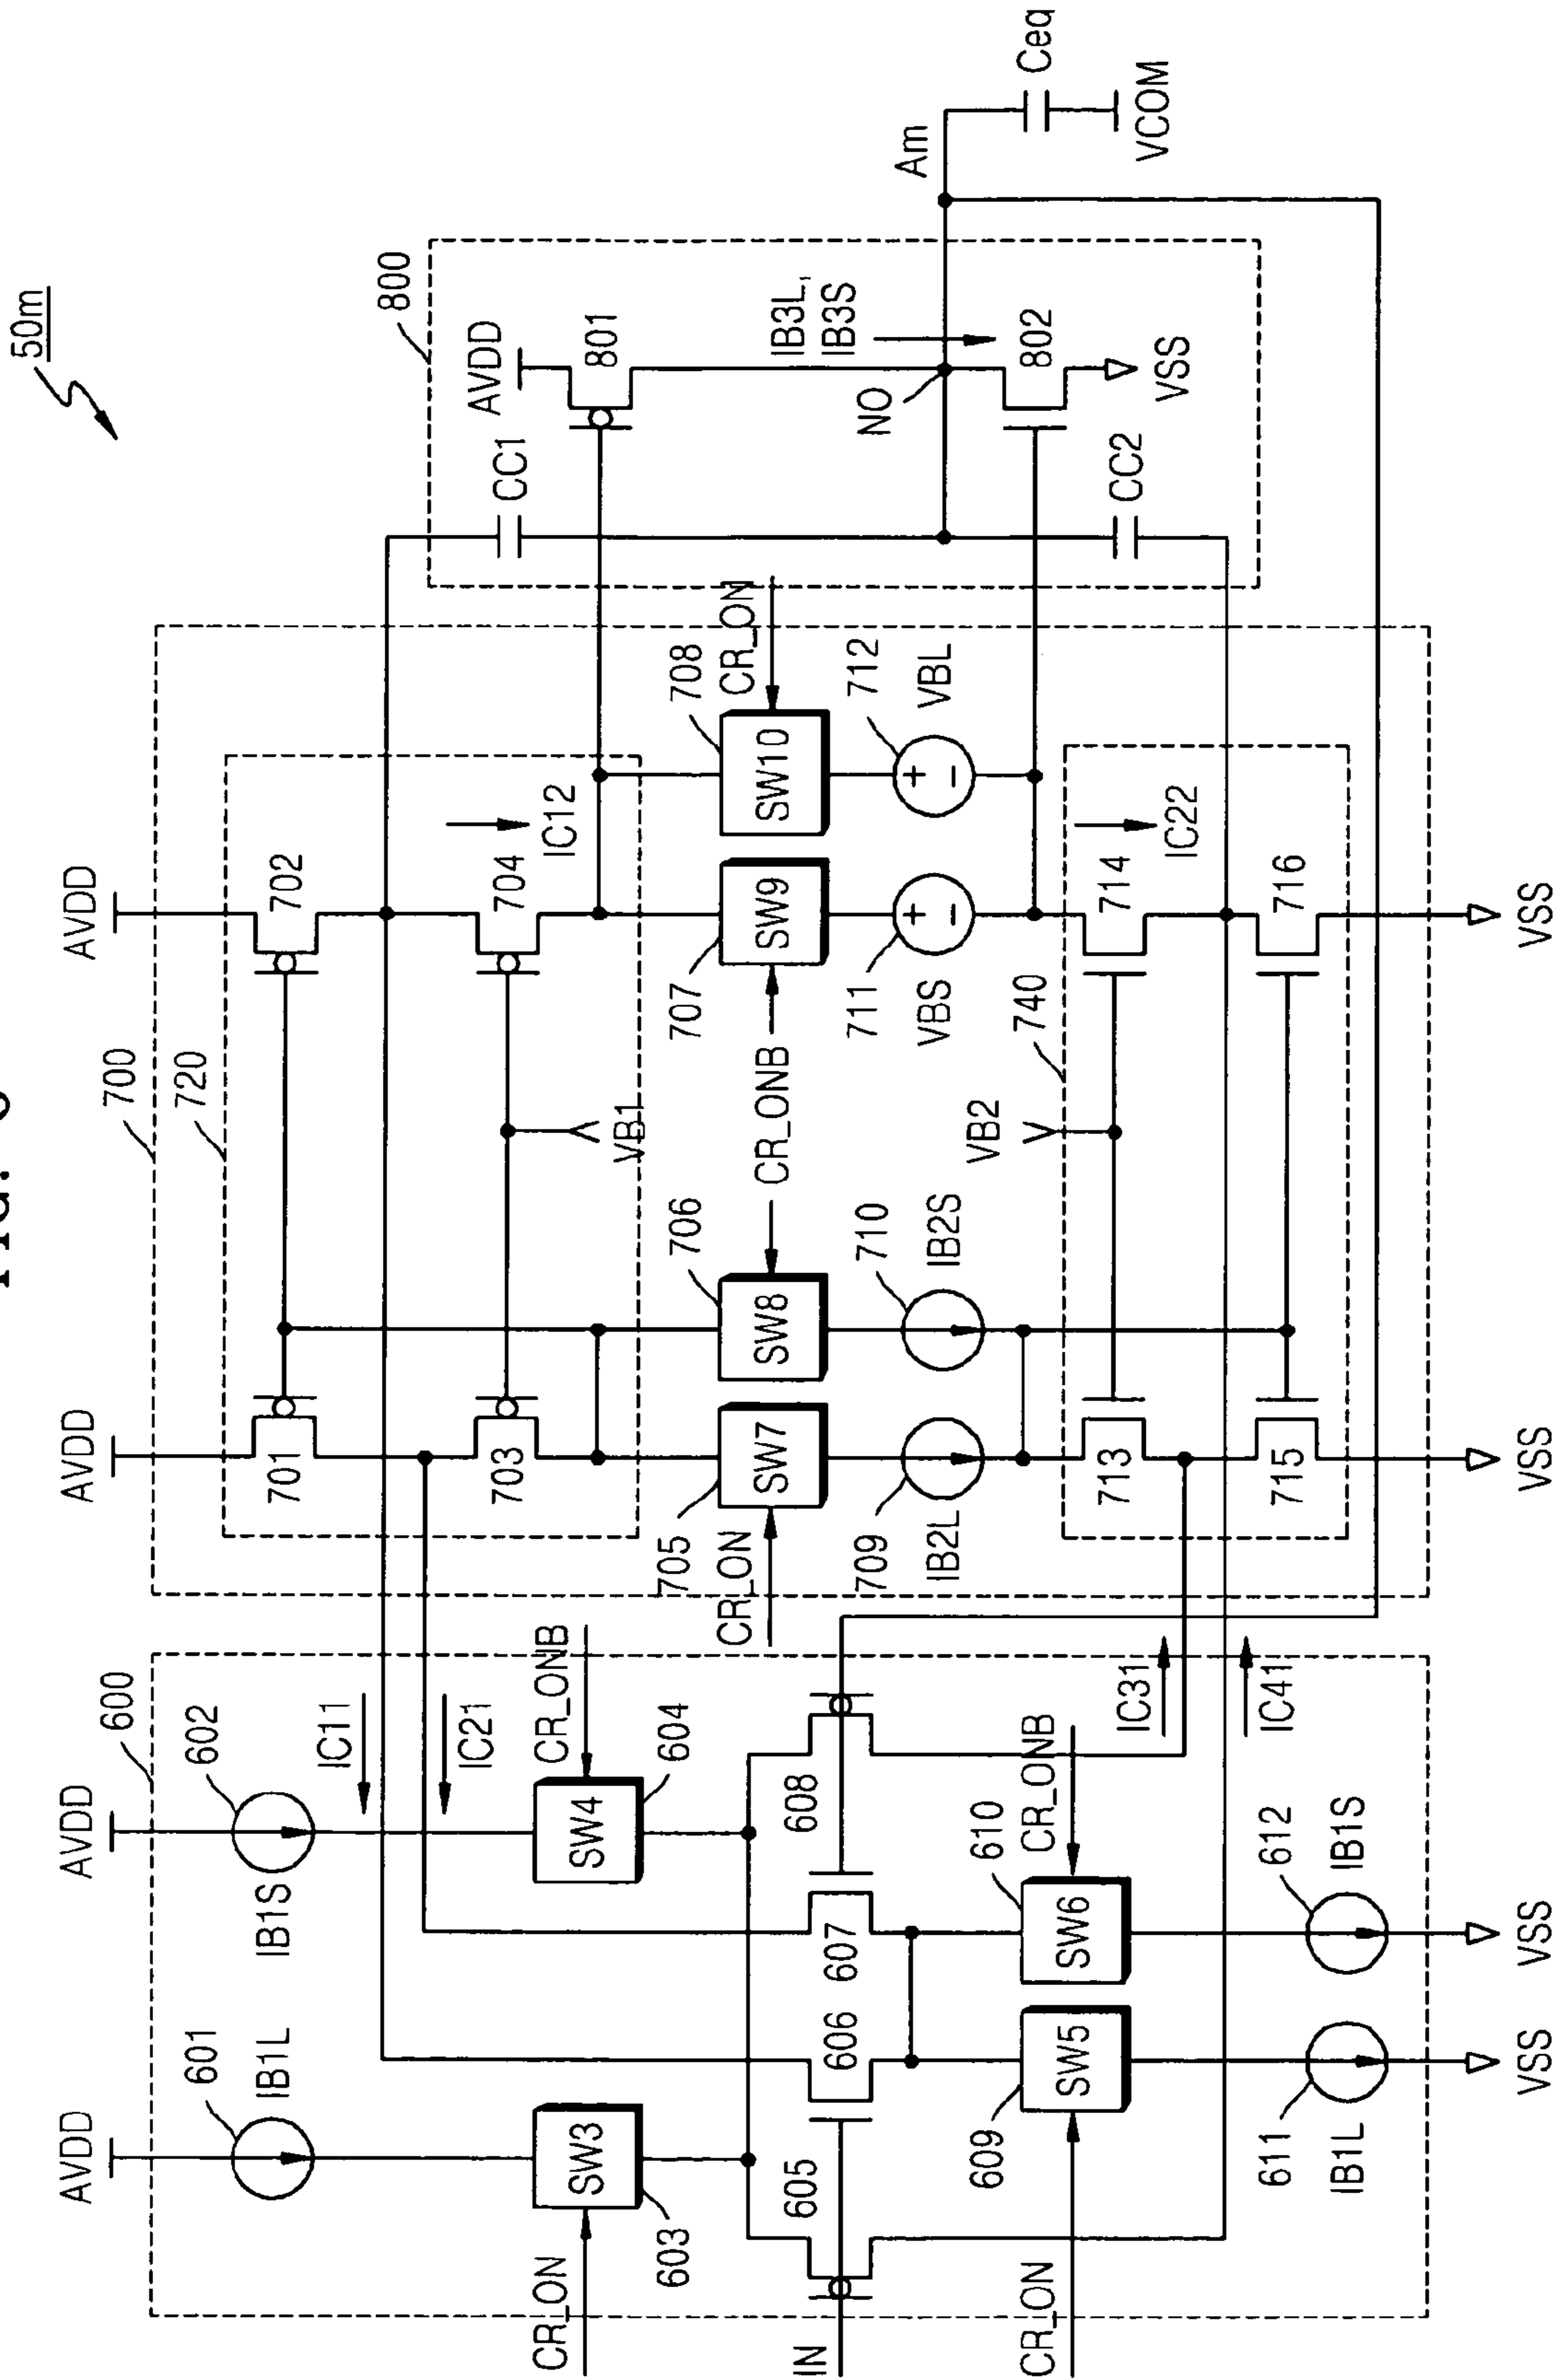 FIG.
50m
600
AVDD
AVDD
601
602
IB1L
IB1S
IC11
IC21
CR_ON
SW3
603
CR_ONB
SW4
604
IN
605
606
607
608
CR_ON
609
SW5
610
SW6
CR_ONB
IC31
IC41
611
IB1L
612
IB1S
VSS
VSS
700
720
AVDD
AVDD
701
702
703
704
IC12
VB1
CR_ON
705
SW7
706
SW8
CR_ONB
707
SW9
708
SW10
CR_ON
709
IB2L
710
IB2S
711
VBS
+
−
712
VBL
+
−
VB2
740
713
714
IC22
715
716
VSS
VSS
800
AVDD
CC1
801
IB3L,
IB3S
NO
CC2
802
VSS
Am
Ceq
VCOM